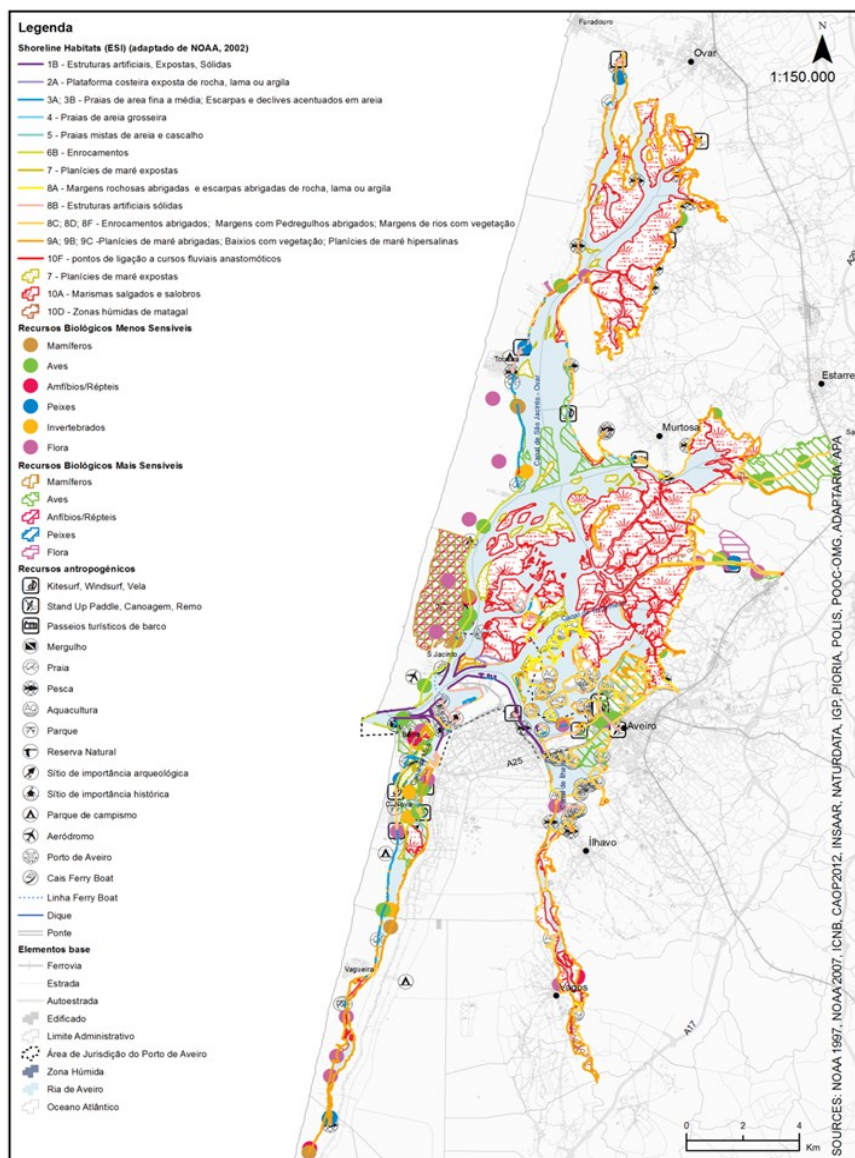 Legenda
Shoreline Habitats (ESI) (adaptado de NOAA, 2002)
1B - Estruturas artificiais, Expostas, Sólidas
2A - Plataforma costeira exposta de rocha, lama ou argila
3A; 3B - Praias de area fina a média; Escarpas e declives acentuados em areia
4 - Praias de areia grosseira
5 - Praias mistas de areia e cascalho
6B - Enrocamentos
7 - Planícies de maré expostas
8A - Margens rochosas abrigadas e escarpas abrigadas de rocha, lama ou argila
8B - Estruturas artificiais sólidas
8C; 8D; 8F - Enrocamentos abrigados; Margens com Pedregulhos abrigados; Margens de rios com vegetação
9A; 9B; 9C -Planícies de maré abrigadas; Baixios com vegetação; Planícies de maré hipersalinas
10F - pontos de ligação a cursos fluviais anastomóticos
7 - Planícies de maré expostas
10A - Marismas salgados e salobros
10D - Zonas húmidas de matagal
Recursos Biológicos Menos Sensíveis
Mamíferos
Aves
Amfíbios/Répteis
Peixes
Invertebrados
Flora
Recursos Biológicos Mais Sensíveis
Mamíferos
Aves
Anfíbios/Répteis
Peixes
Flora
Recursos antropogénicos
Kitesurf, Windsurf, Vela
Stand Up Paddle, Canoagem, Remo
Passeios turísticos de barco
Mergulho
Praia
Pesca
Aquacultura
Parque
Reserva Natural
Sítio de importância arqueológica
Sítio de importância histórica
Parque de campismo
Aeródromo
Porto de Aveiro
Cais Ferry Boat
Linha Ferry Boat
Dique
Ponte
Elementos base
Ferrovia
Estrada
Autoestrada
Edificado
Limite Administrativo
Área de Jurisdição do Porto de Aveiro
Zona Húmida
Ria de Aveiro
Oceano Atlântico
Furadouro
Ovar
N
1:150.000
Estarre
Murtosa
Canal de São Jacinto - Ovar
S.Jacinto
Aveiro
A25
Ílhavo
Vagueira
Vagos
A17
0 2 4
Km
SOURCES: NOAA 1997, NOAA 2007, ICNB, CAOP2012, INSAAR, NATURDATA, IGP, PIORIA, POLIS, POOC-OMG, ADAPTARIA, APA